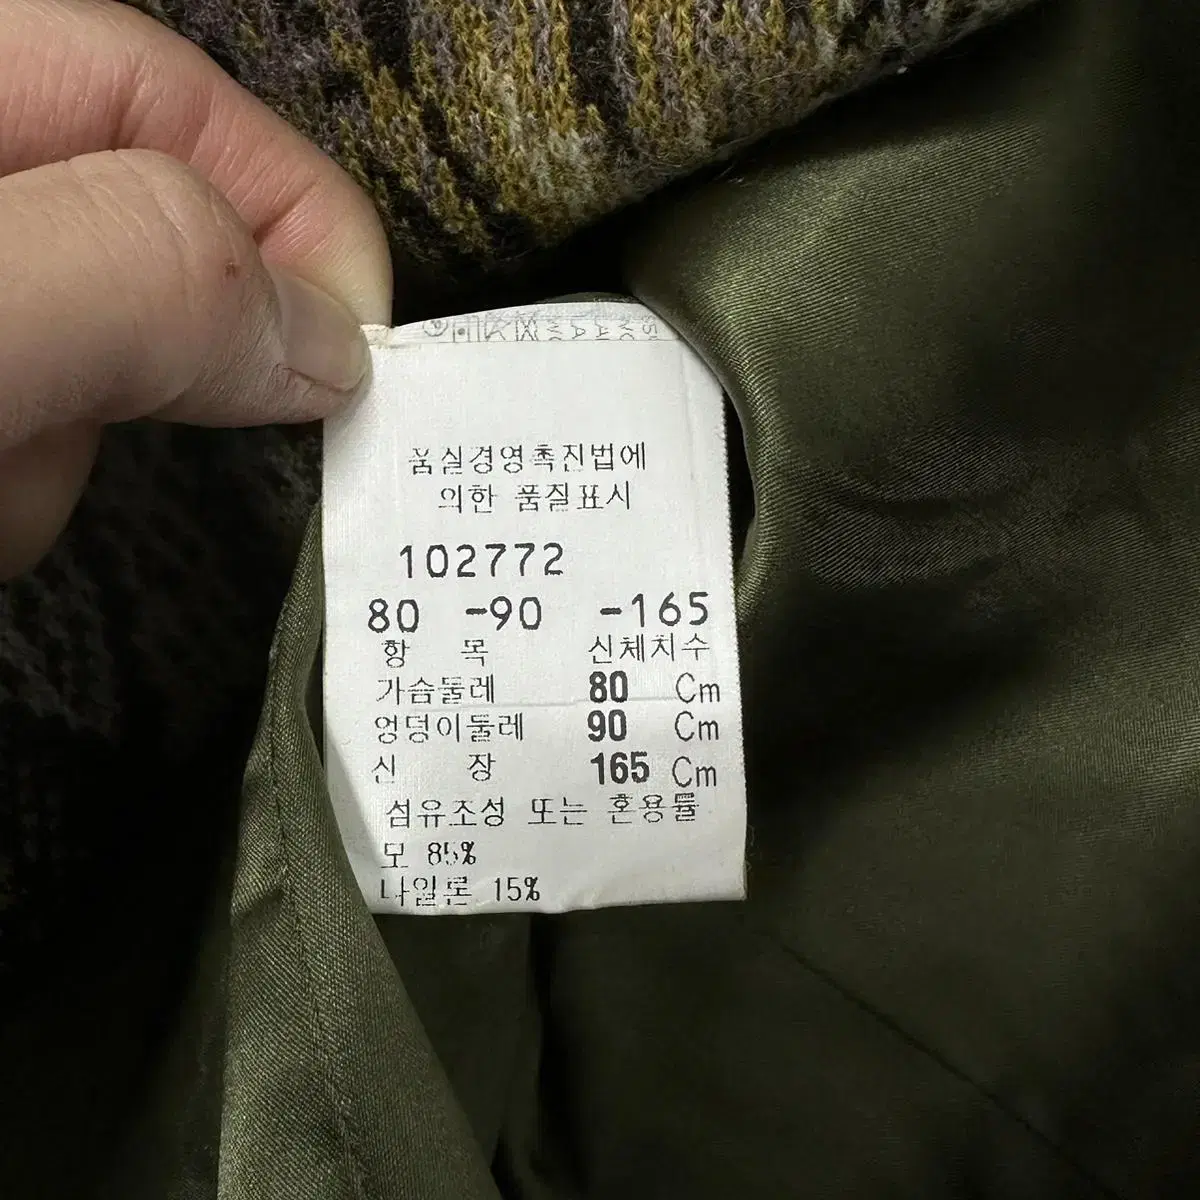 품질경영촉진법에
의한 품질표시
102772
80 -90 -165
항 목 신체치수
가슴둘레 80 Cm
엉덩이둘레 90 Cm
신 장 165 Cm
섬유조성 또는 혼용률
모 85%
나일론 15%